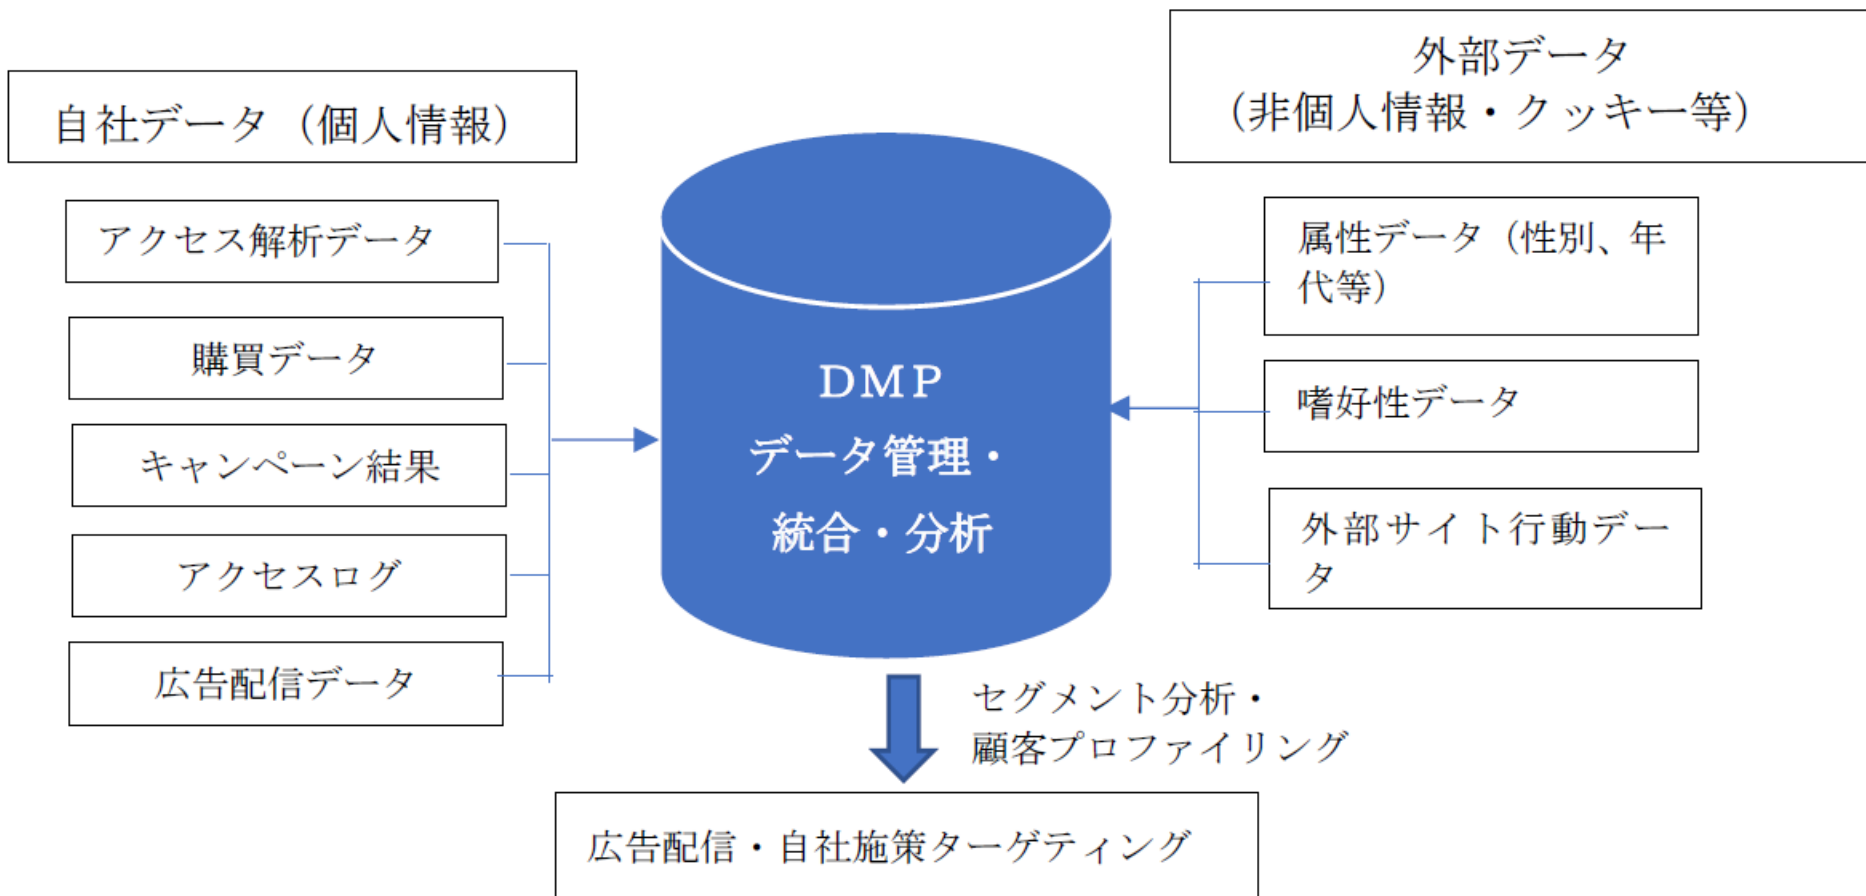 自社データ（個人情報）
アクセス解析データ
購買データ
キャンペーン結果
アクセスログ
広告配信データ
DMP
データ管理・
統合・分析
外部データ
（非個人情報・クッキー等）
属性データ（性別、年
代等）
嗜好性データ
外部サイト行動デー
タ
セグメント分析・
顧客プロファイリング
広告配信・自社施策ターゲティング